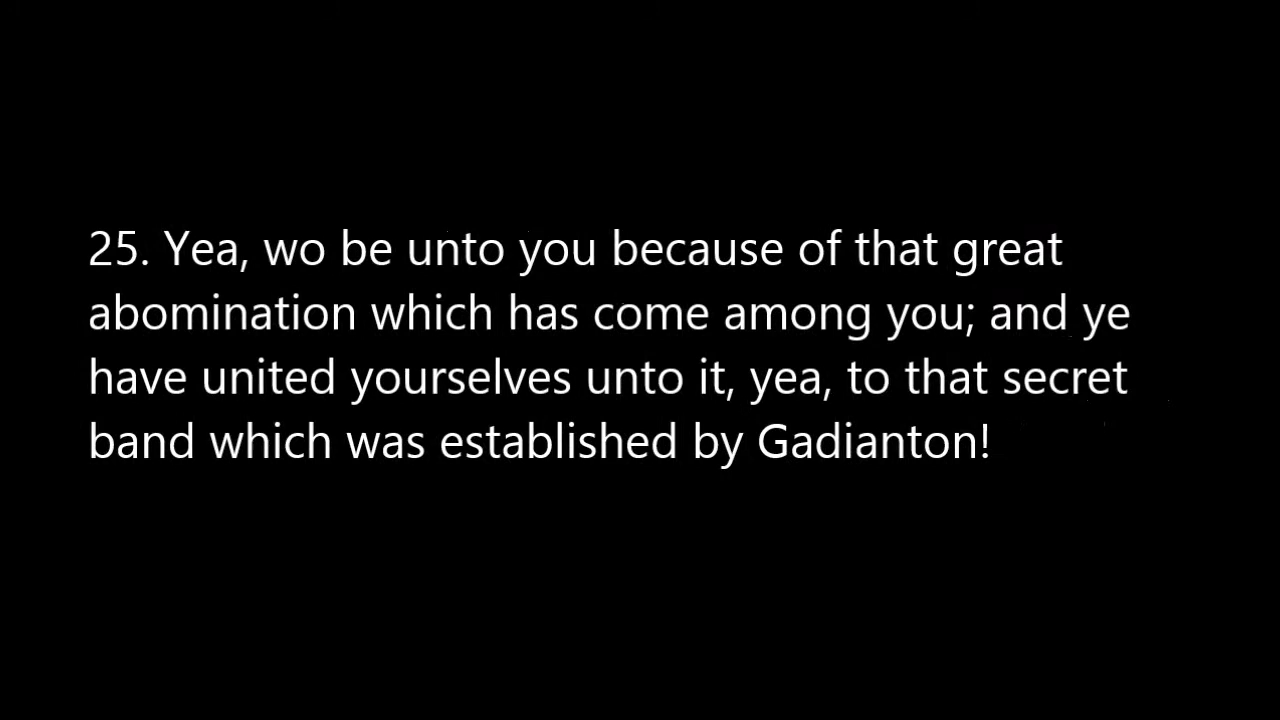 25. Yea, wo be unto you because of that great
abomination which has come among you; and ye
have united yourselves unto it, yea, to that secret
band which was established by Gadianton!